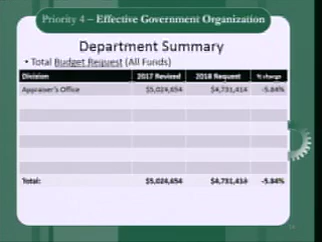 Priority 4 – Effective Government Organization
Department Summary
• Total Budget Request (All Funds)
Division 2017 Revised 2018 Request % change
Appraiser's Office $5,024,654 $4,731,414 -5.84%
Total: $5,024,654 $4,731,414 -5.84%